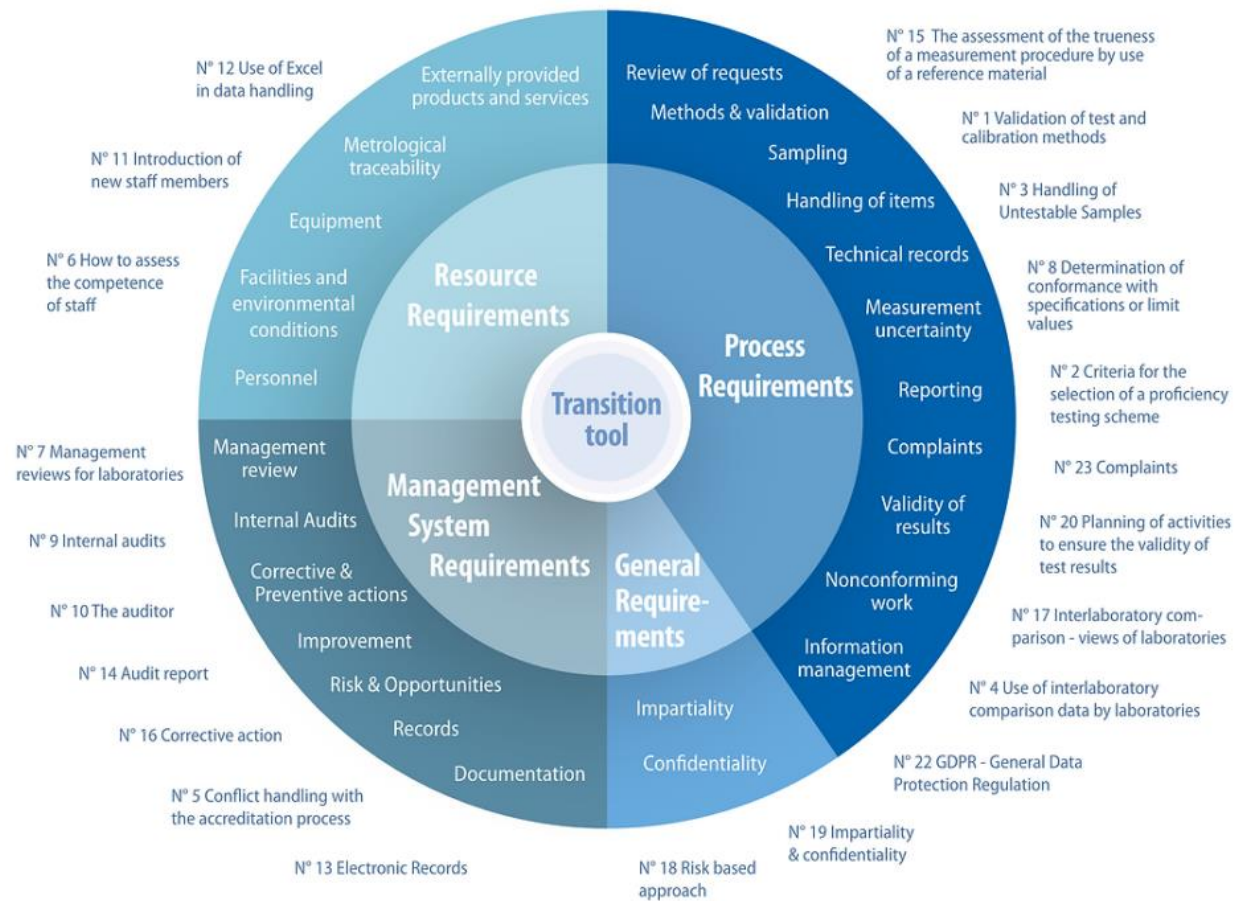 N° 12 Use of Excel
in data handling
N° 11 Introduction of
new staff members
N° 6 How to assess
the competence
of staff
N° 7 Management
reviews for laboratories
N° 9 Internal audits
N° 10 The auditor
N° 14 Audit report
N° 16 Corrective action
N° 5 Conflict handling with
the accreditation process
N° 13 Electronic Records
Externally provided
products and services
Metrological
traceability
Equipment
Facilities and
environmental
conditions
Personnel
Resource
Requirements
Management
review
Internal Audits
Corrective &
Preventive actions
Improvement
Risk & Opportunities
Records
Documentation
Management
System
Requirements
Transition
tool
General
Require-
ments
Impartiality
Confidentiality
Process
Requirements
Review of requests
Methods & validation
Sampling
Handling of items
Technical records
Measurement
uncertainty
Reporting
Complaints
Validity of
results
Nonconforming
work
Information
management
N° 15 The assessment of the trueness
of a measurement procedure by use
of a reference material
N° 1 Validation of test and
calibration methods
N° 3 Handling of
Untestable Samples
N° 8 Determination of
conformance with
specifications or limit
values
N° 2 Criteria for the
selection of a proficiency
testing scheme
N° 23 Complaints
N° 20 Planning of activities
to ensure the validity of
test results
N° 17 Interlaboratory com-
parison - views of laboratories
N° 4 Use of interlaboratory
comparison data by laboratories
N° 22 GDPR - General Data
Protection Regulation
N° 19 Impartiality
& confidentiality
N° 18 Risk based
approach